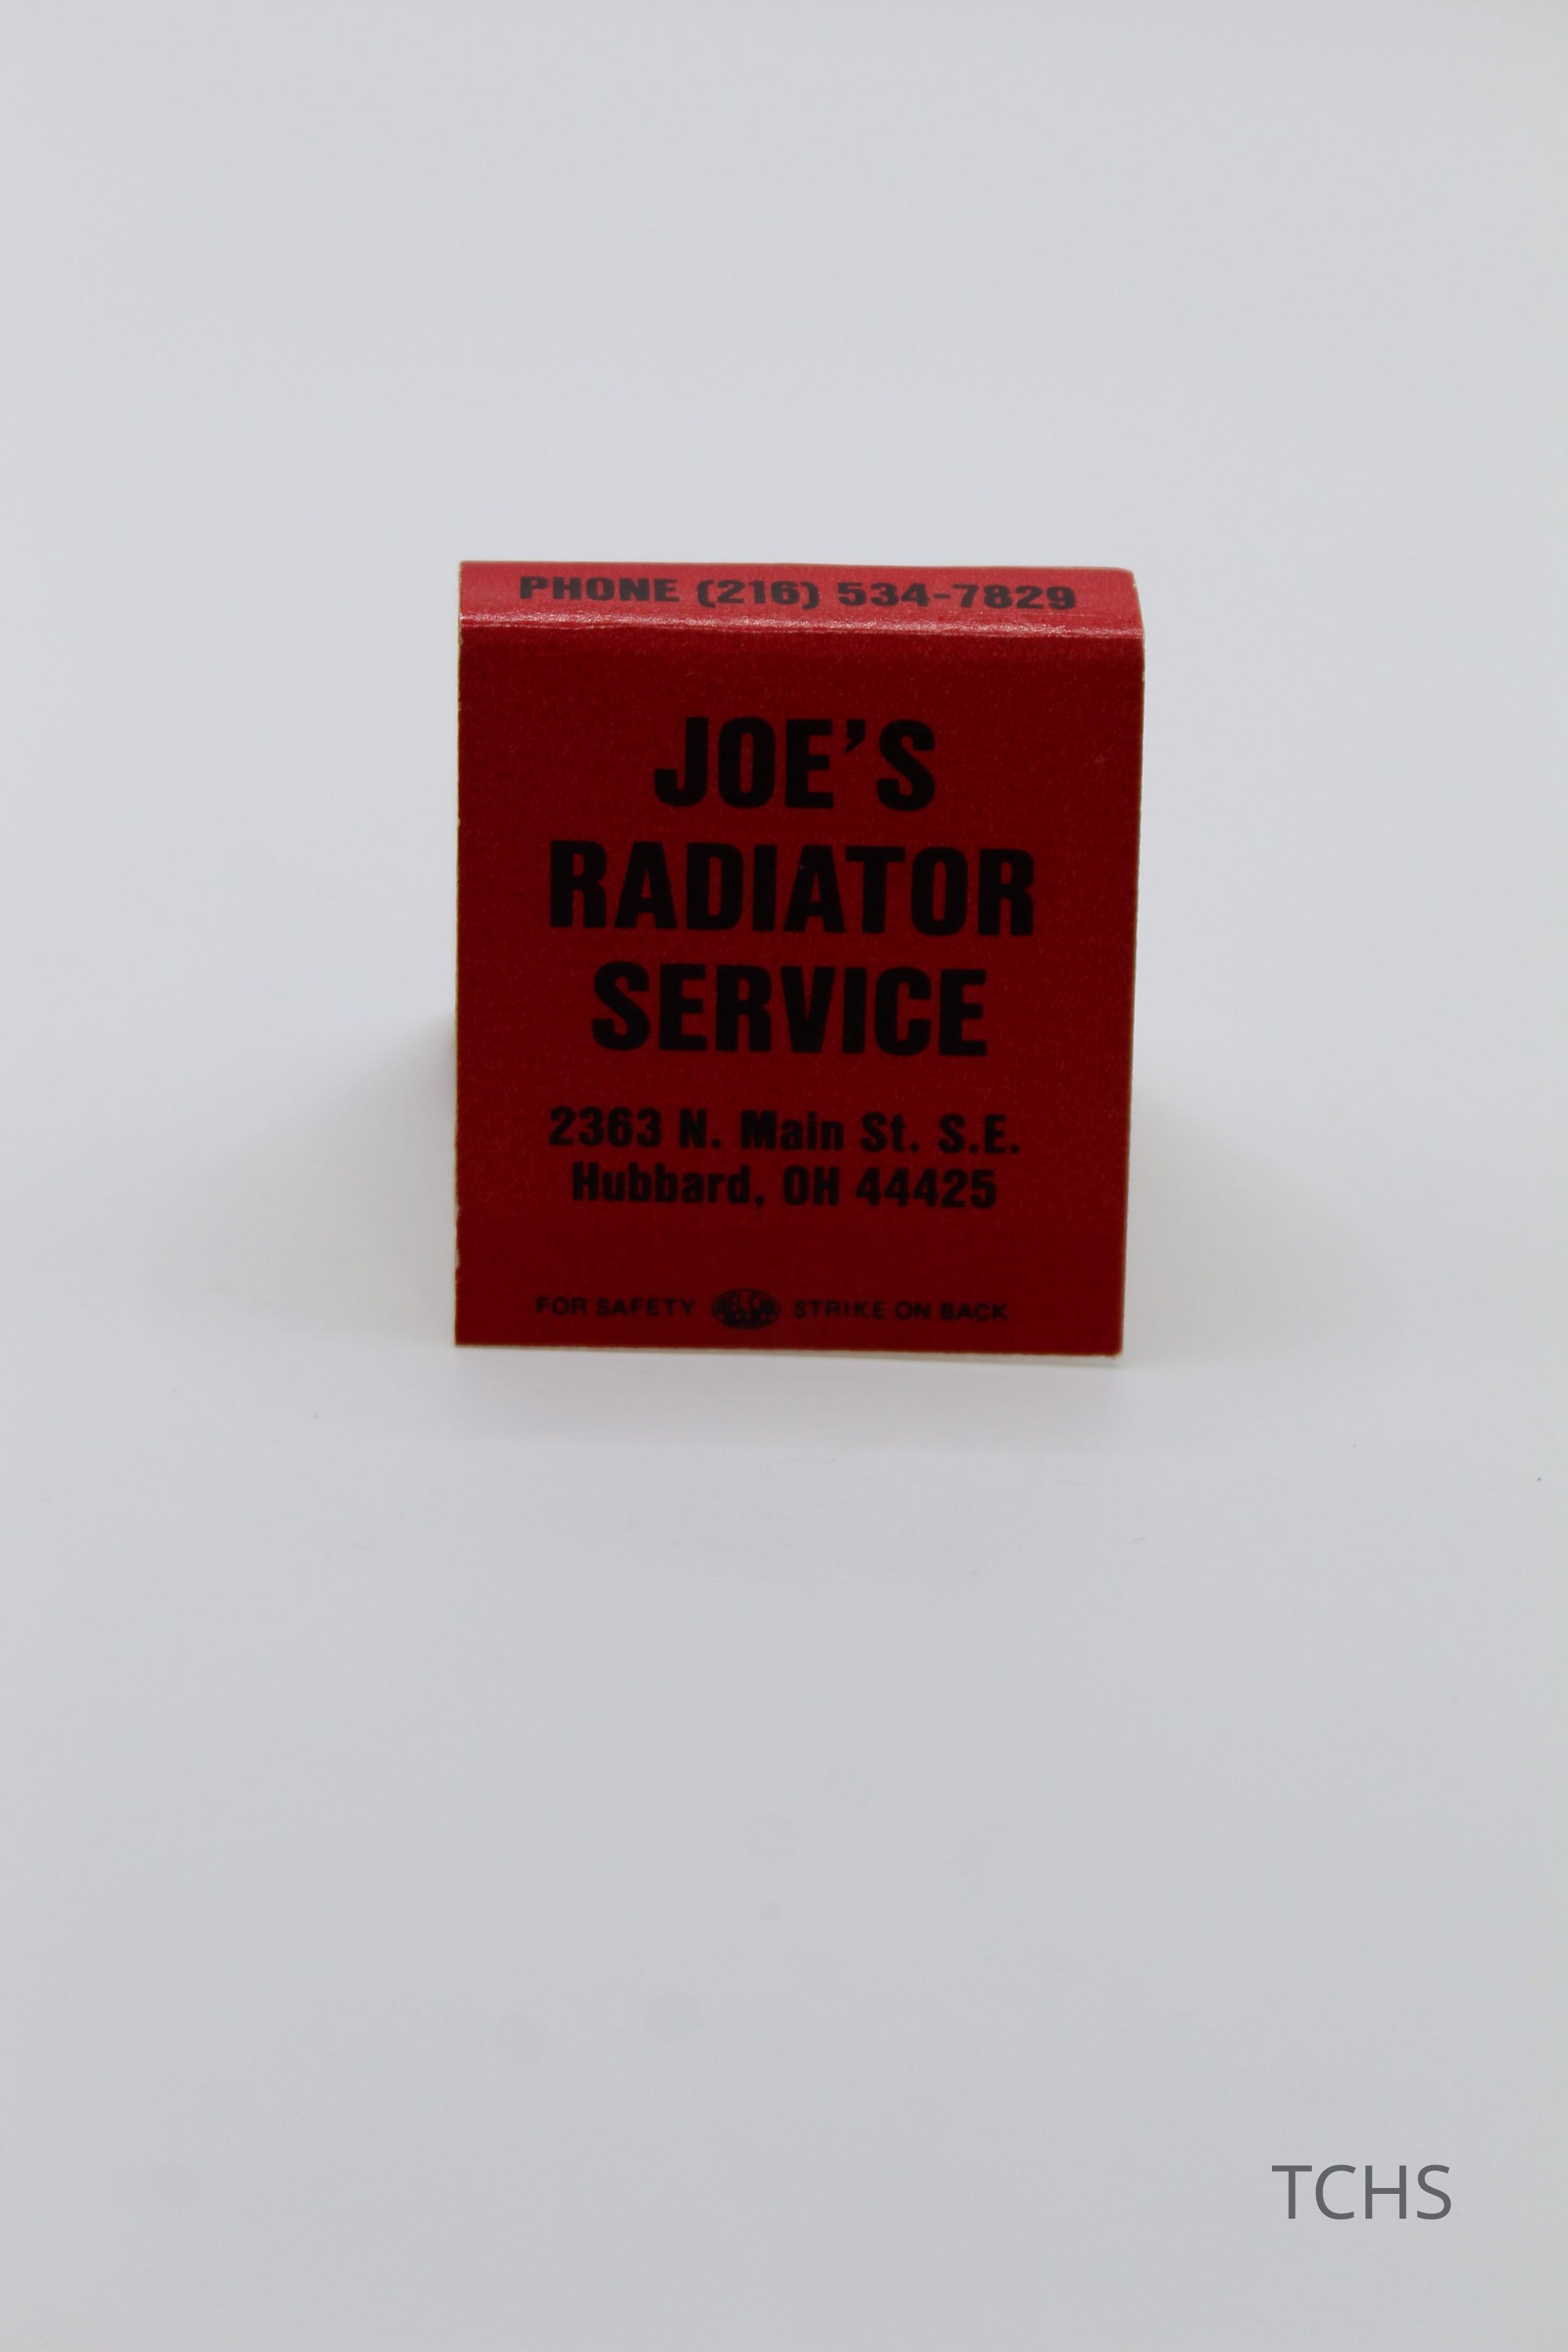 PHONE (216) 534-7829
JOE'S
RADIATOR
SERVICE
2363 N. Main St. S.E.
Hubbard, OH 44425
FOR SAFETY STRIKE ON BACK
TCHS